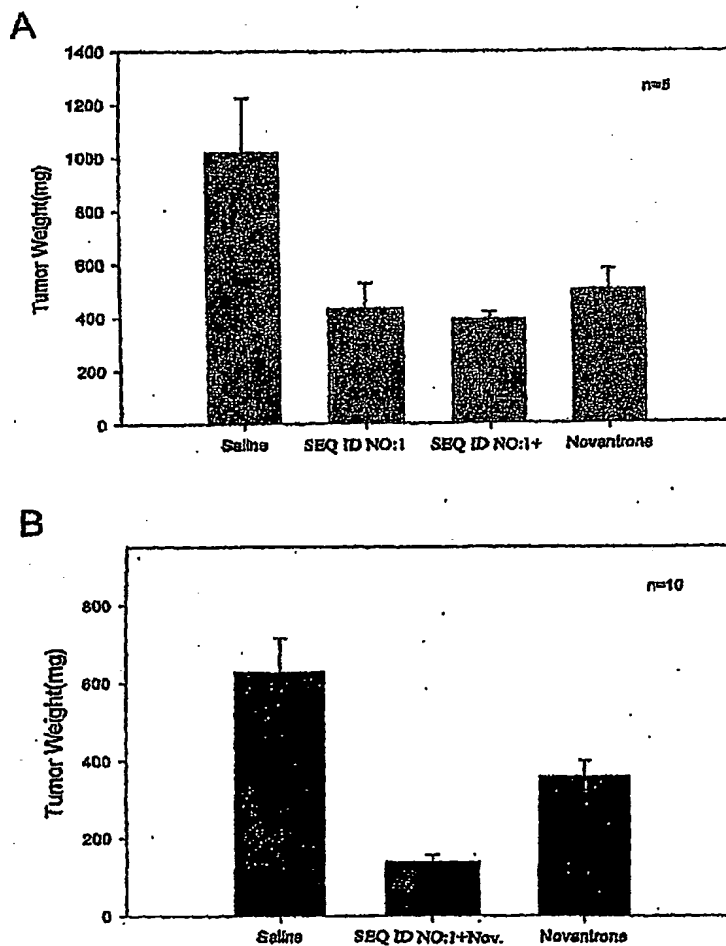 A
1400
n=5
1200
1000
800
600
400
200
0
Tumor Weight(mg)
Saline SEQ ID NO:1 SEQ ID NO:1+ Novantrone
B
n=10
800
600
400
200
0
Tumor Weight(mg)
Saline SEQ ID NO:1+Nov. Novantrone